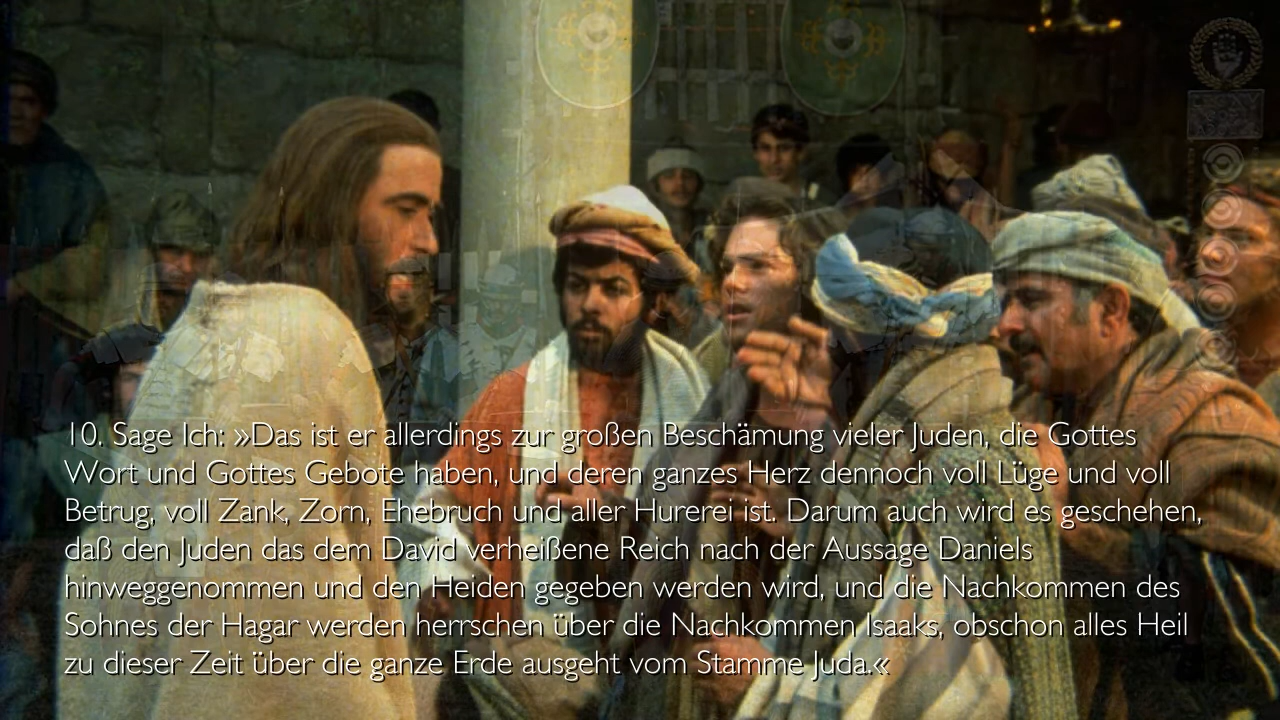 10. Sage Ich: »Das ist er allerdings zur großen Beschämung vieler Juden, die Gottes
Wort und Gottes Gebote haben, und deren ganzes Herz dennoch voll Lüge und voll
Betrug, voll Zank, Zorn, Ehebruch und aller Hurerei ist. Darum auch wird es geschehen,
daß den Juden das dem David verheißene Reich nach der Aussage Daniels
hinweggenommen und den Heiden gegeben werden wird, und die Nachkommen des
Sohnes der Hagar werden herrschen über die Nachkommen Isaaks, obschon alles Heil
zu dieser Zeit über die ganze Erde ausgeht vom Stamme Juda.«